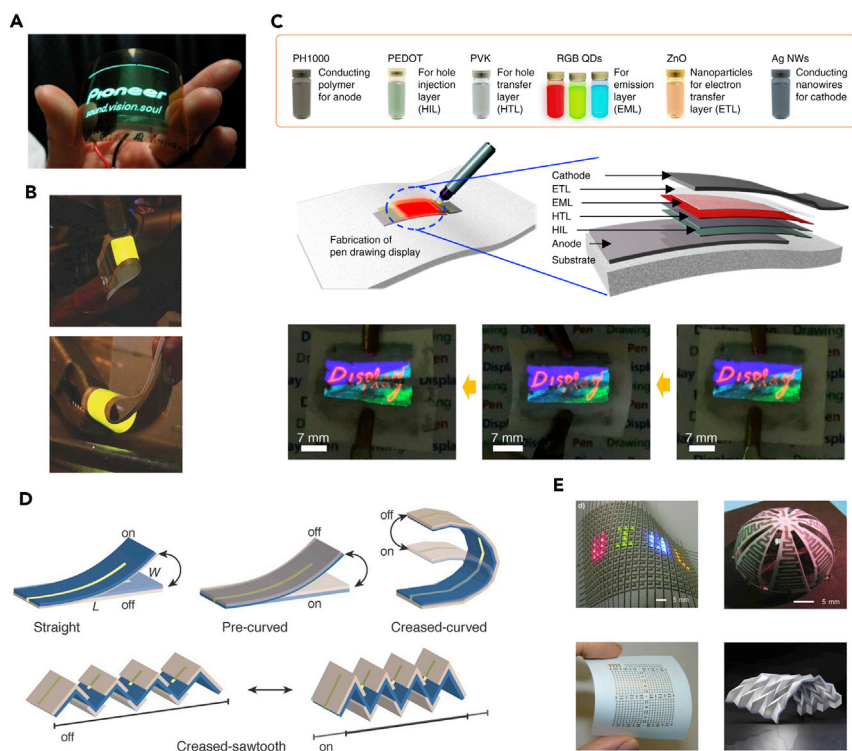 A
Pioneer
sound.vision.soul
B
C
PH1000
Conducting
polymer
for anode
PEDOT
For hole
injection
layer
(HIL)
PVK
For hole
transfer
layer
(HTL)
RGB QDs
For
emission
layer
(EML)
ZnO
Nanoparticles
for electron
transfer
layer (ETL)
Ag NWs
Conducting
nanowires
for cathode
Fabrication of
pen drawing display
Cathode
ETL
EML
HTL
HIL
Anode
Substrate
Display
7 mm
Display
7 mm
Display
7 mm
D
on
W
L
off
Straight
off
on
Pre-curved
off
on
Creased-curved
off
on
Creased-sawtooth
E
d)
5 mm
5 mm